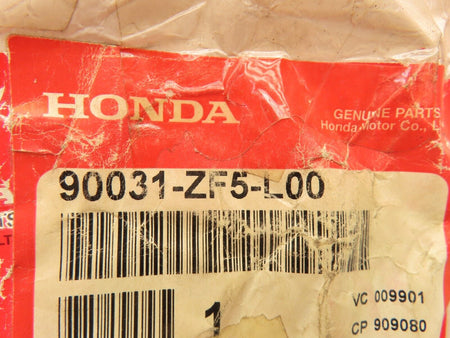 HONDA
GENUINE PARTS
Honda Motor Co., L
90031-ZF5-L00
1
VC 009901
CP 909080